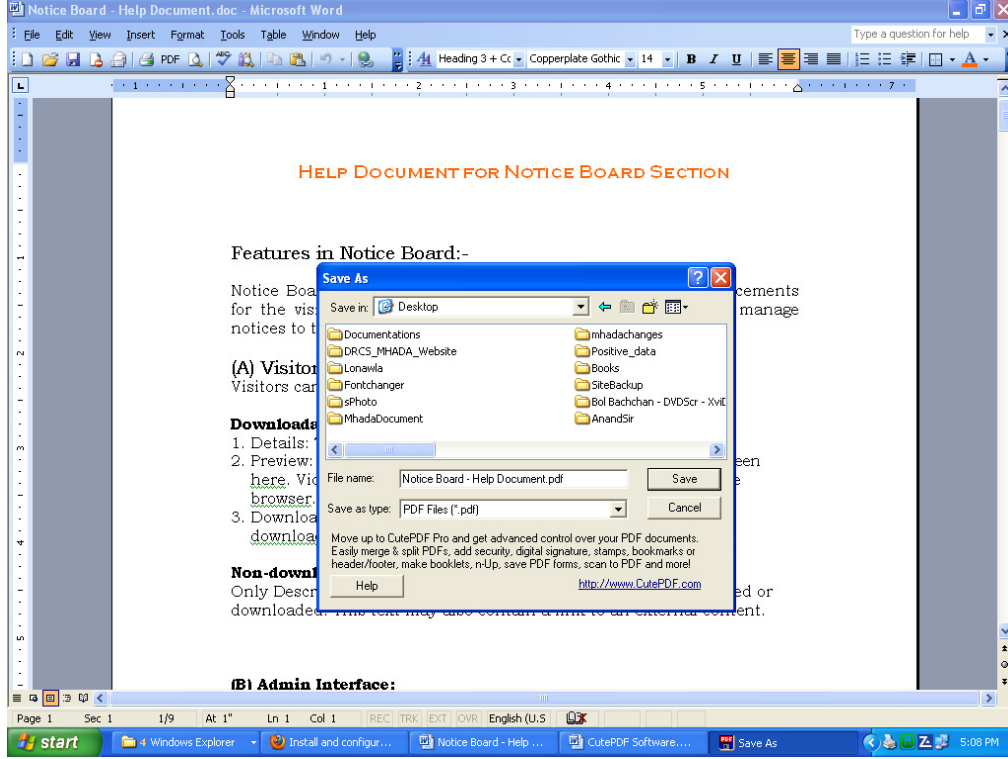 Notice Board - Help Document.doc - Microsoft Word
File Edit View Insert Format Tools Table Window Help
Type a question for help
PDF
Heading 3 + Cc
Copperplate Gothic
14
B I U
1 1 2 3 4 5 7
Help Document for Notice Board Section
Features in Notice Board:-
Notice Boa
cements
for the vis
manage
notices to t
(A) Visitor
Visitors car
Downloada
1. Details:
2. Preview:
een
here. Vic
browser.
3. Downloa
downloa
Non-downl
Only Descr
ed or
downloaded. This text may also contain a link to an external content.
(B) Admin Interface:
Save As
Save in: Desktop
Documentations
DRCS_MHADA_Website
Lonawla
Fontchanger
sPhoto
MhadaDocument
mhadachanges
Positive_data
Books
SiteBackup
Bol Bachchan - DVDScr - XviD
AnandSir
File name: Notice Board - Help Document.pdf
Save
Save as type: PDF Files (*.pdf)
Cancel
Move up to CutePDF Pro and get advanced control over your PDF documents.
Easily merge & split PDFs, add security, digital signature, stamps, bookmarks or
header/footer, make booklets, n-Up, save PDF forms, scan to PDF and more!
Help
http://www.CutePDF.com
Page 1 Sec 1 1/9 At 1" Ln 1 Col 1 REC TRK EXT OVR English (U.S
start
4 Windows Explorer
Install and configur...
Notice Board - Help ...
CutePDF Software....
Save As
5:08 PM